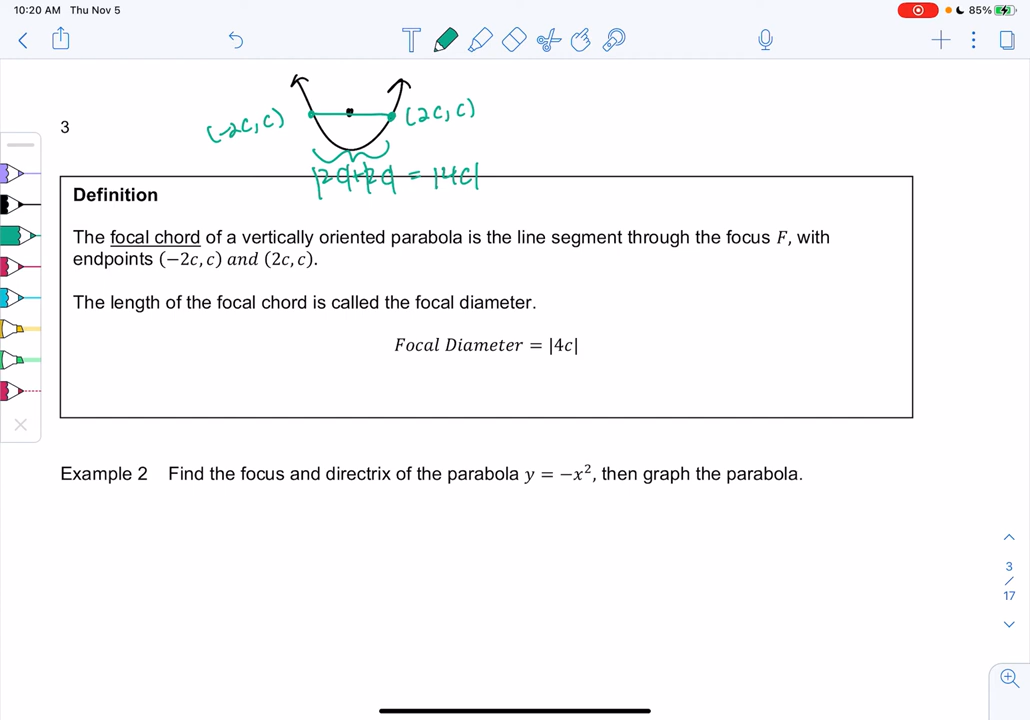 10:20 AM Thu Nov 5
85%
3
(-2c, c)
(2c, c)
|2c|+|2c| = |4c|
Definition
The focal chord of a vertically oriented parabola is the line segment through the focus F, with
endpoints (−2c, c) and (2c, c).
The length of the focal chord is called the focal diameter.
Focal Diameter = |4c|
Example 2 Find the focus and directrix of the parabola y = −x², then graph the parabola.
3
/
17